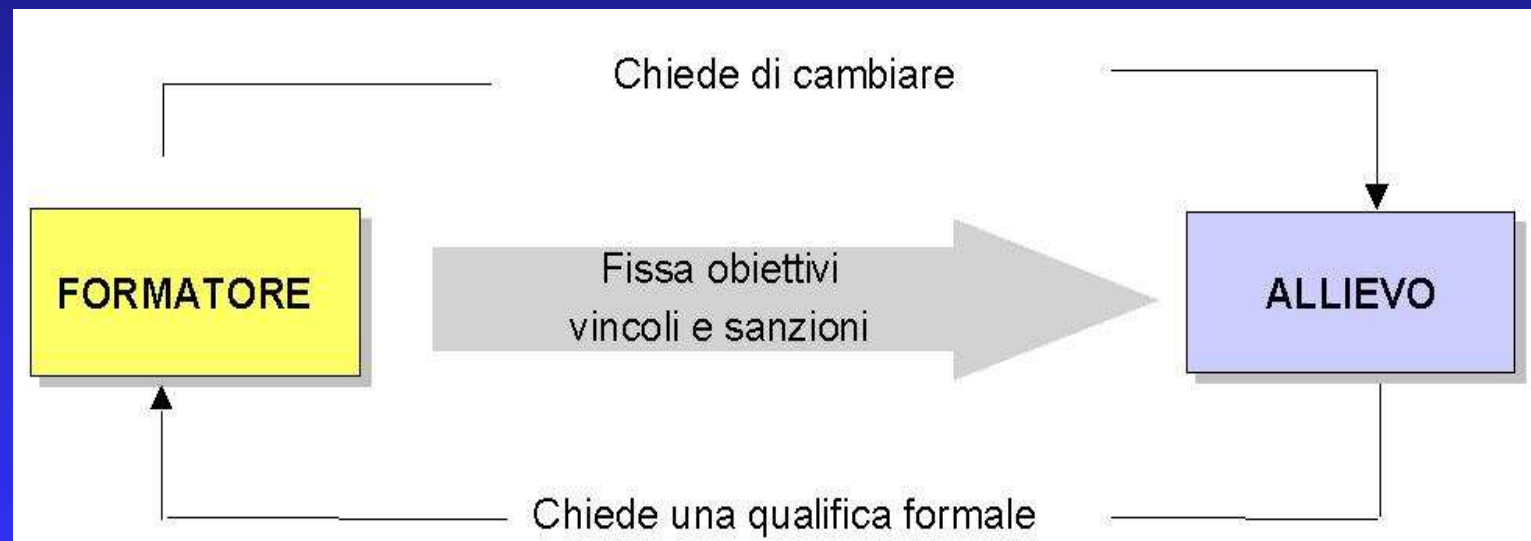 Chiede di cambiare
FORMATORE
Fissa obiettivi
vincoli e sanzioni
ALLIEVO
Chiede una qualifica formale